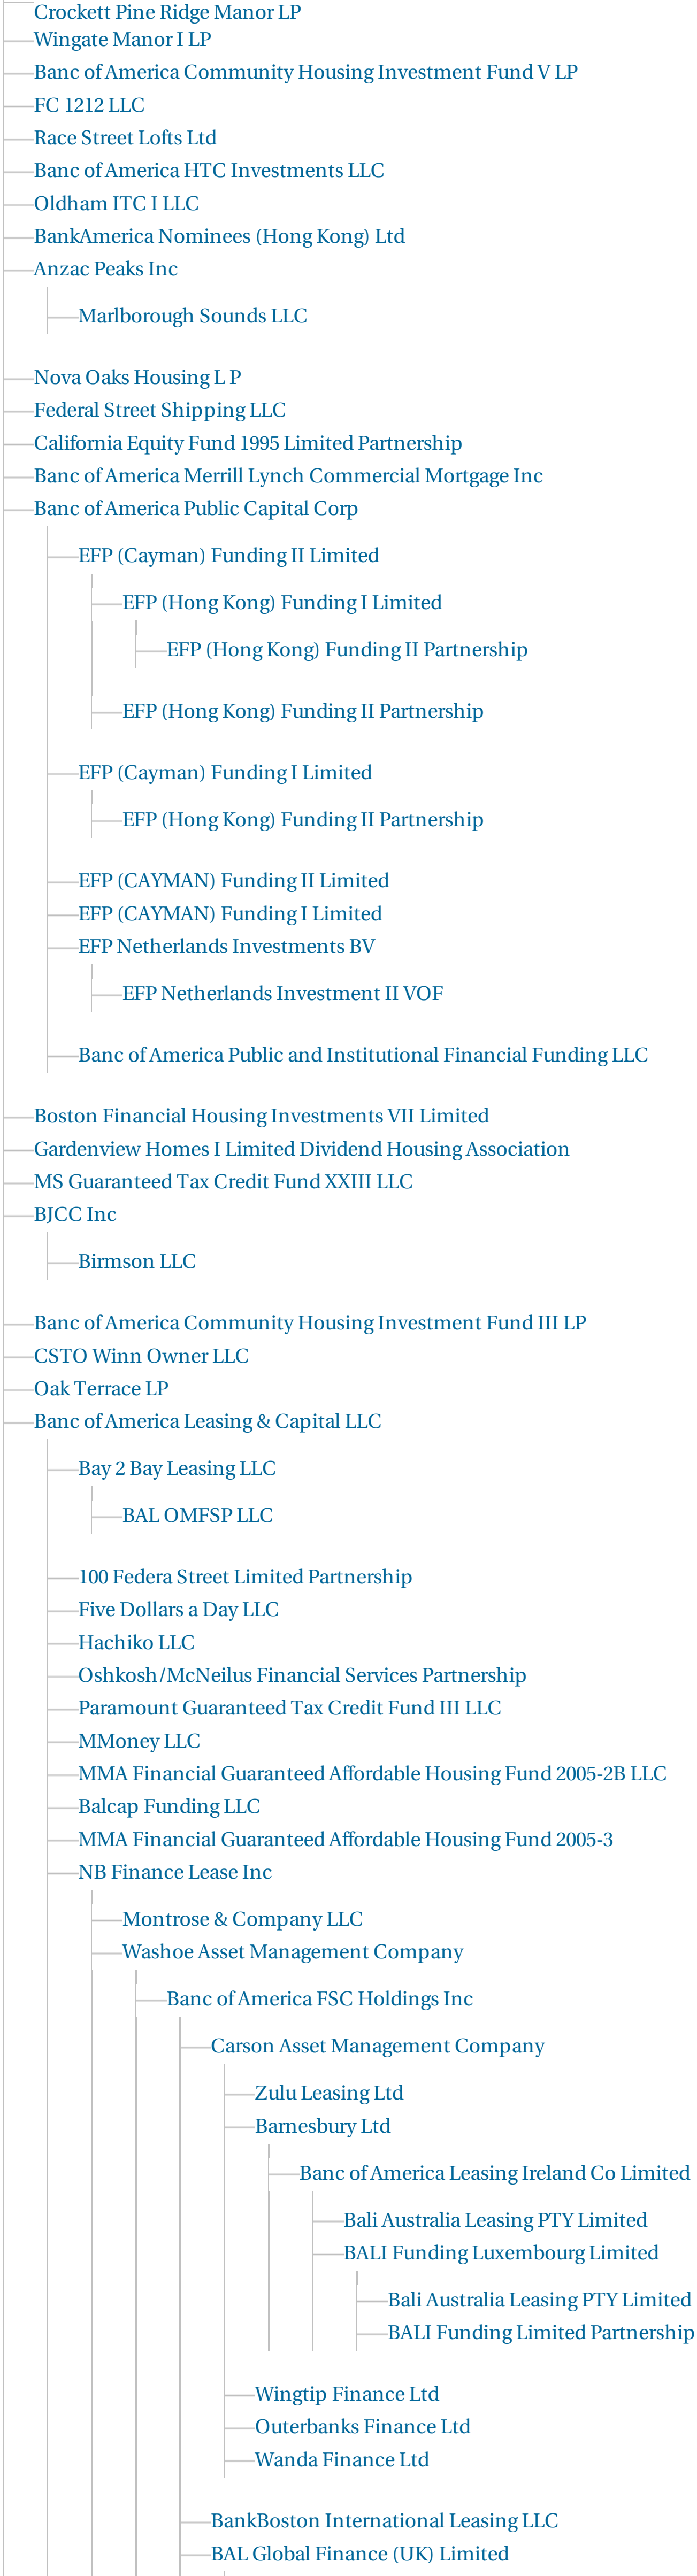 Crockett Pine Ridge Manor LP
Wingate Manor I LP
Banc of America Community Housing Investment Fund V LP
FC 1212 LLC
Race Street Lofts Ltd
Banc of America HTC Investments LLC
Oldham ITC I LLC
BankAmerica Nominees (Hong Kong) Ltd
Anzac Peaks Inc
Marlborough Sounds LLC
Nova Oaks Housing L P
Federal Street Shipping LLC
California Equity Fund 1995 Limited Partnership
Banc of America Merrill Lynch Commercial Mortgage Inc
Banc of America Public Capital Corp
EFP (Cayman) Funding II Limited
EFP (Hong Kong) Funding I Limited
EFP (Hong Kong) Funding II Partnership
EFP (Hong Kong) Funding II Partnership
EFP (Cayman) Funding I Limited
EFP (Hong Kong) Funding II Partnership
EFP (CAYMAN) Funding II Limited
EFP (CAYMAN) Funding I Limited
EFP Netherlands Investments BV
EFP Netherlands Investment II VOF
Banc of America Public and Institutional Financial Funding LLC
Boston Financial Housing Investments VII Limited
Gardenview Homes I Limited Dividend Housing Association
MS Guaranteed Tax Credit Fund XXIII LLC
BJCC Inc
Birmson LLC
Banc of America Community Housing Investment Fund III LP
CSTO Winn Owner LLC
Oak Terrace LP
Banc of America Leasing & Capital LLC
Bay 2 Bay Leasing LLC
BAL OMFSP LLC
100 Federa Street Limited Partnership
Five Dollars a Day LLC
Hachiko LLC
Oshkosh/McNeilus Financial Services Partnership
Paramount Guaranteed Tax Credit Fund III LLC
MMoney LLC
MMA Financial Guaranteed Affordable Housing Fund 2005-2B LLC
Balcap Funding LLC
MMA Financial Guaranteed Affordable Housing Fund 2005-3
NB Finance Lease Inc
Montrose & Company LLC
Washoe Asset Management Company
Banc of America FSC Holdings Inc
Carson Asset Management Company
Zulu Leasing Ltd
Barnesbury Ltd
Banc of America Leasing Ireland Co Limited
Bali Australia Leasing PTY Limited
BALI Funding Luxembourg Limited
Bali Australia Leasing PTY Limited
BALI Funding Limited Partnership
Wingtip Finance Ltd
Outerbanks Finance Ltd
Wanda Finance Ltd
BankBoston International Leasing LLC
BAL Global Finance (UK) Limited